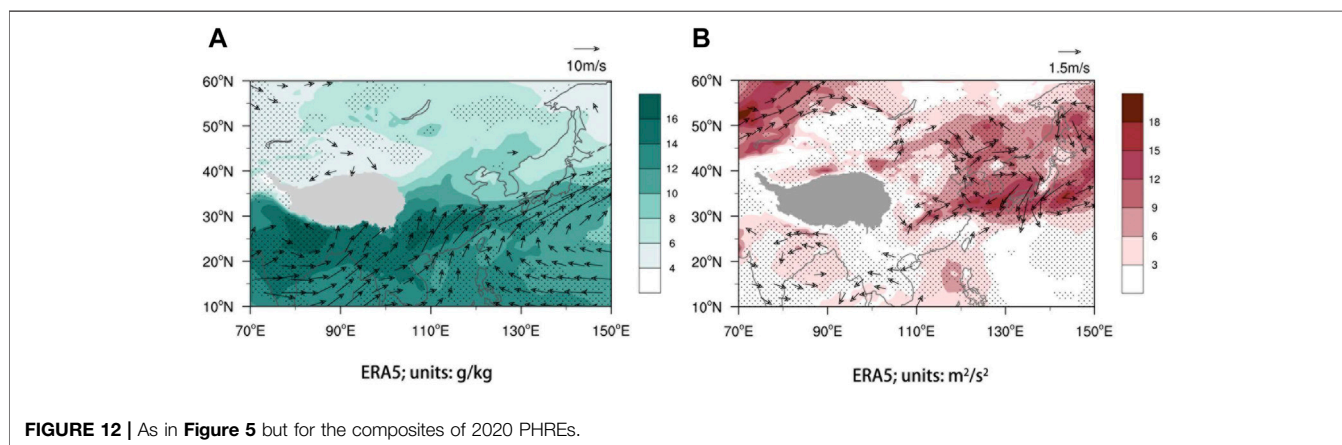 A
10m/s
60°N
50°N
40°N
30°N
20°N
10°N
70°E 90°E 110°E 130°E 150°E
16
14
12
10
8
6
4
ERA5; units: g/kg
B
1.5m/s
60°N
50°N
40°N
30°N
20°N
10°N
70°E 90°E 110°E 130°E 150°E
18
15
12
9
6
3
ERA5; units: m²/s²
FIGURE 12 | As in Figure 5 but for the composites of 2020 PHREs.